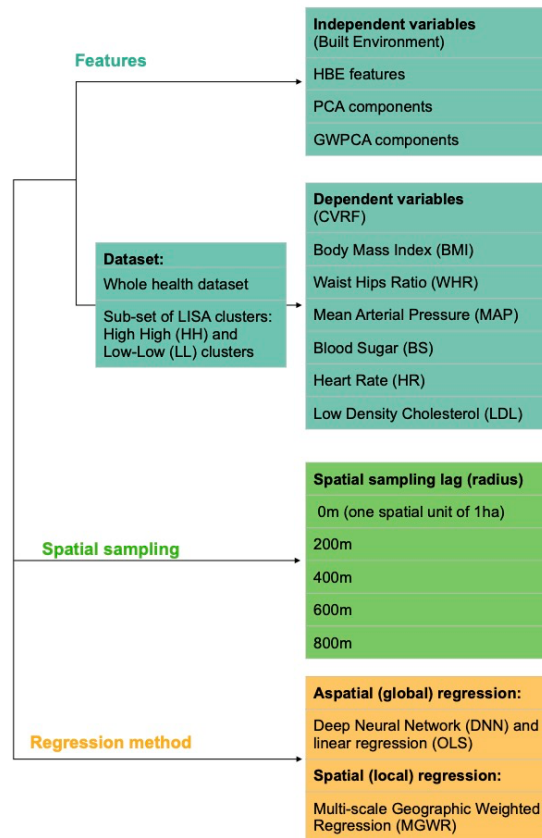 Features
Independent variables
(Built Environment)
HBE features
PCA components
GWPCA components
Dependent variables
(CVRF)
Body Mass Index (BMI)
Waist Hips Ratio (WHR)
Mean Arterial Pressure (MAP)
Blood Sugar (BS)
Heart Rate (HR)
Low Density Cholesterol (LDL)
Dataset:
Whole health dataset
Sub-set of LISA clusters:
High High (HH) and
Low-Low (LL) clusters
Spatial sampling
Spatial sampling lag (radius)
0m (one spatial unit of 1ha)
200m
400m
600m
800m
Regression method
Aspatial (global) regression:
Deep Neural Network (DNN) and
linear regression (OLS)
Spatial (local) regression:
Multi-scale Geographic Weighted
Regression (MGWR)